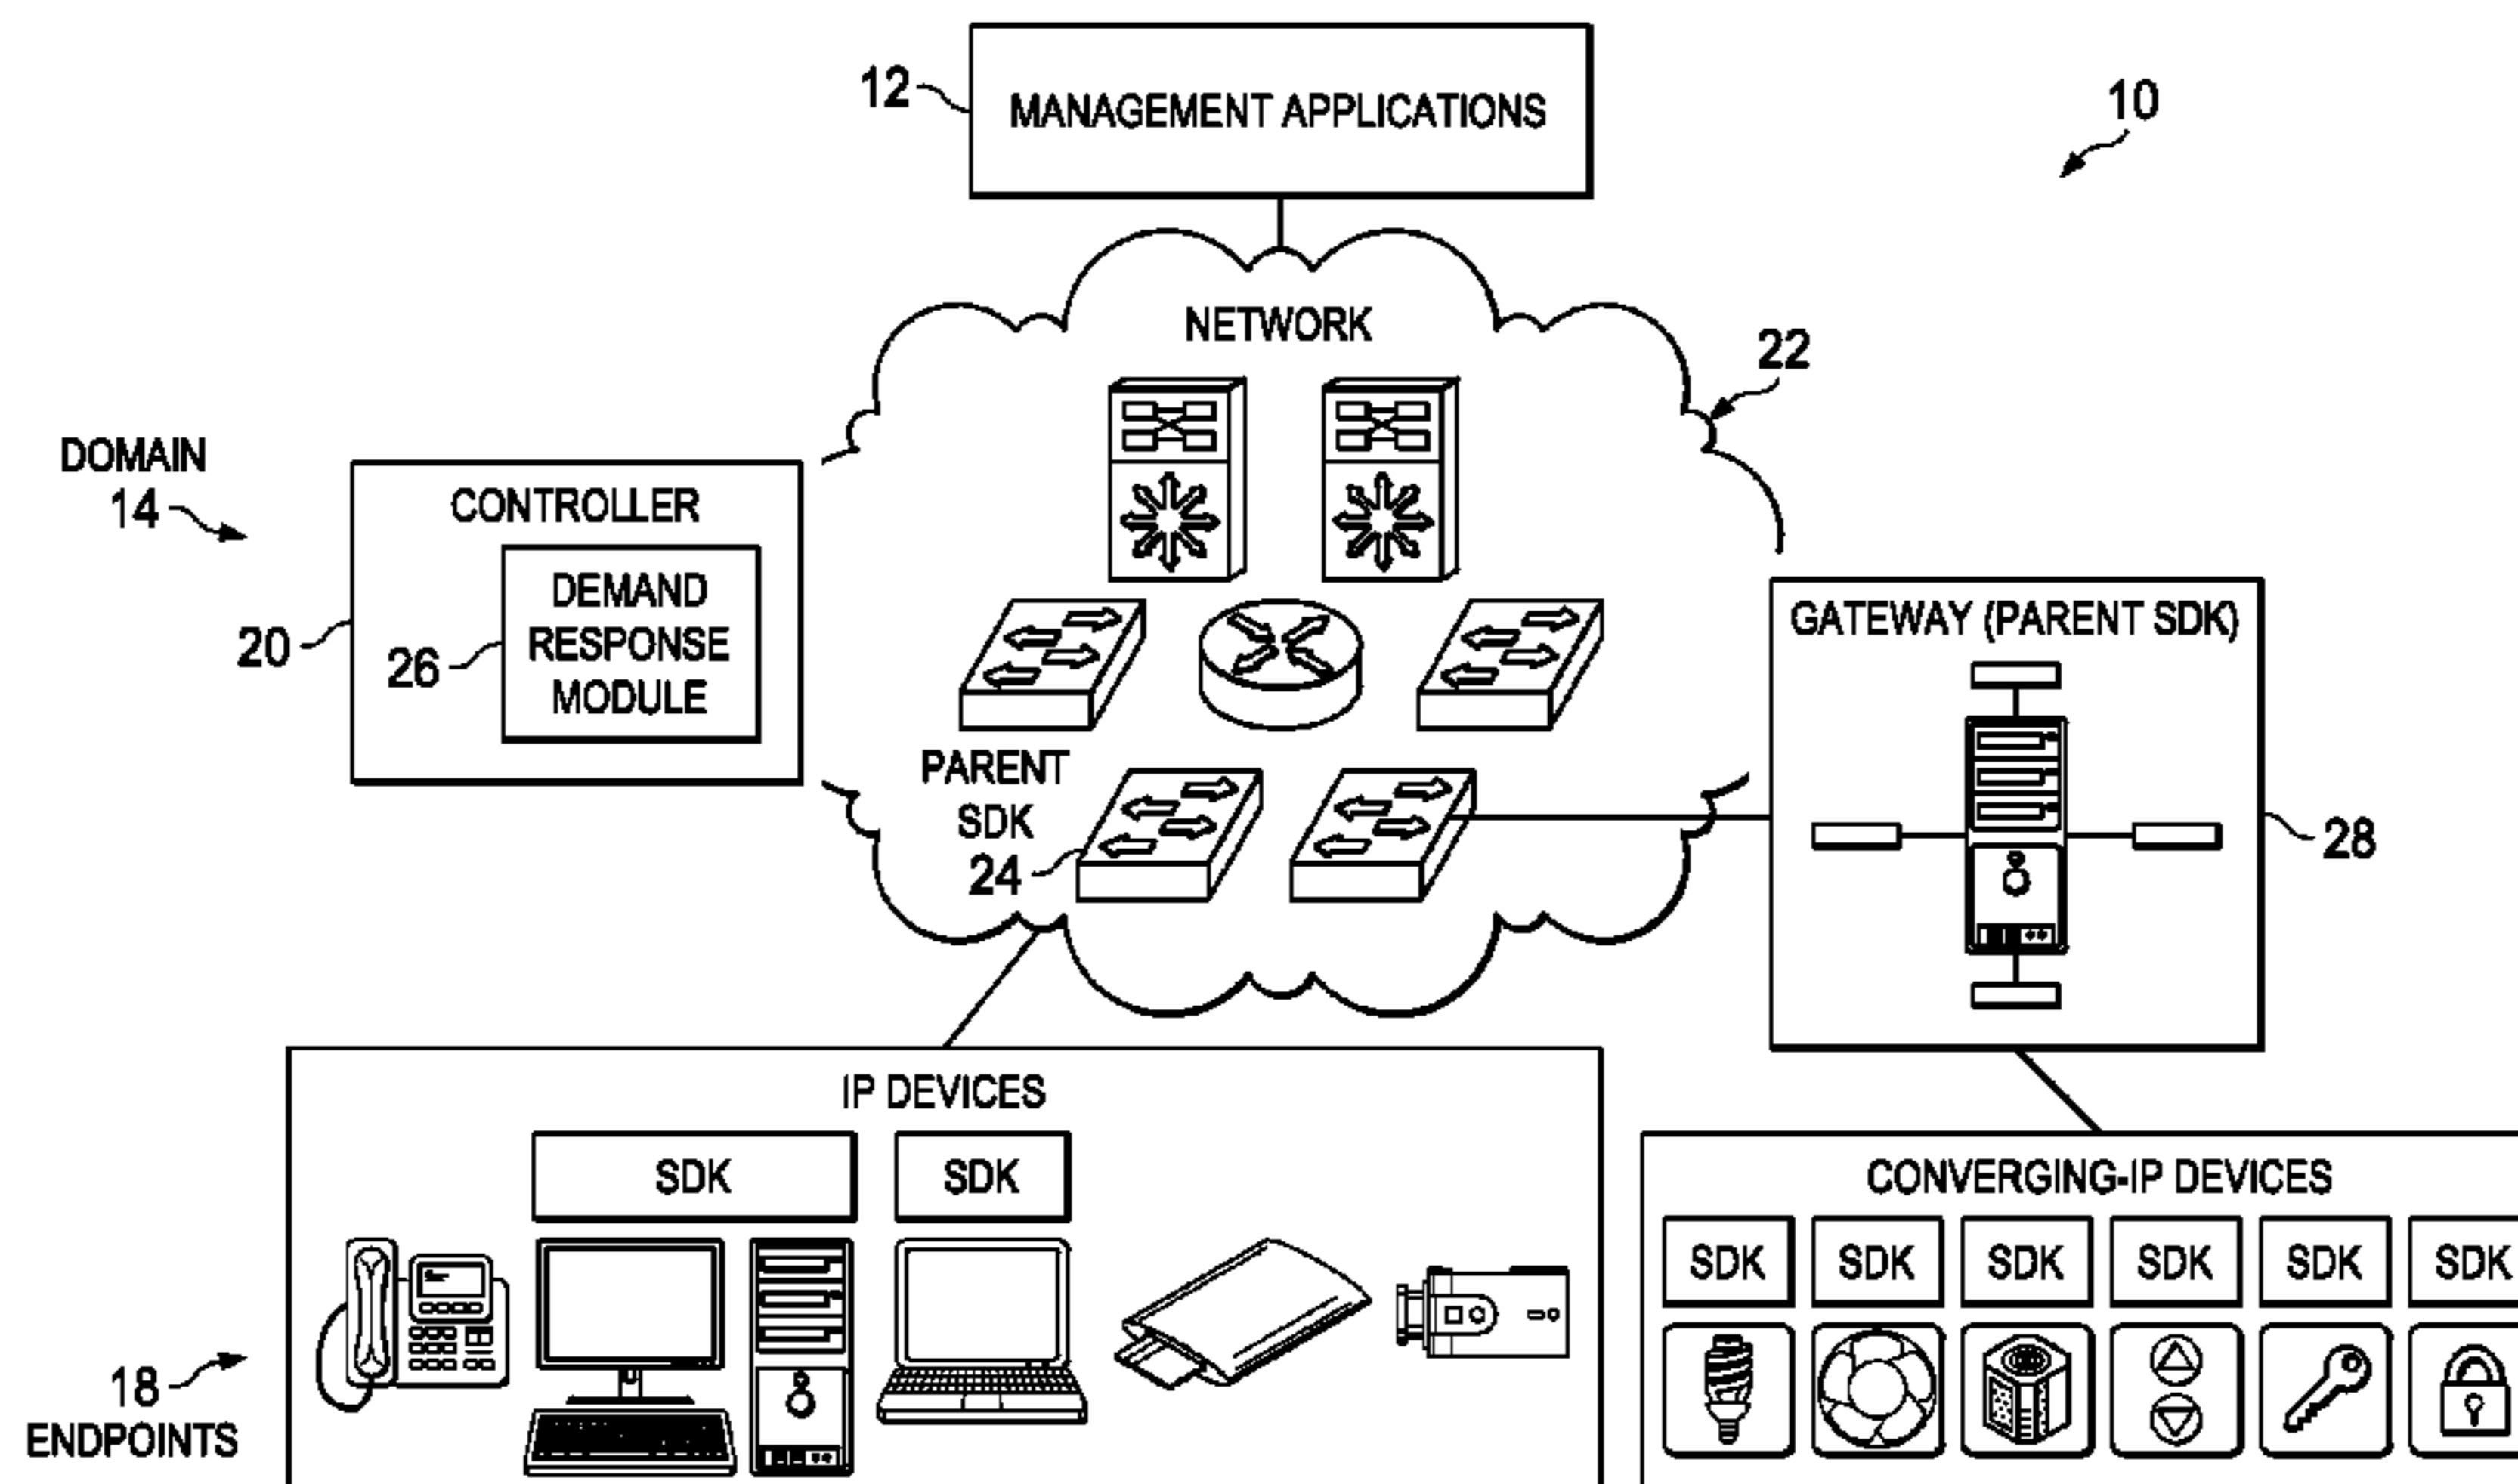 12
MANAGEMENT APPLICATIONS
10
NETWORK
22
DOMAIN
14
CONTROLLER
20
DEMAND
RESPONSE
MODULE
26
GATEWAY (PARENT SDK)
28
PARENT
SDK
24
IP DEVICES
SDK
SDK
CONVERGING-IP DEVICES
SDK
SDK
SDK
SDK
SDK
SDK
18
ENDPOINTS